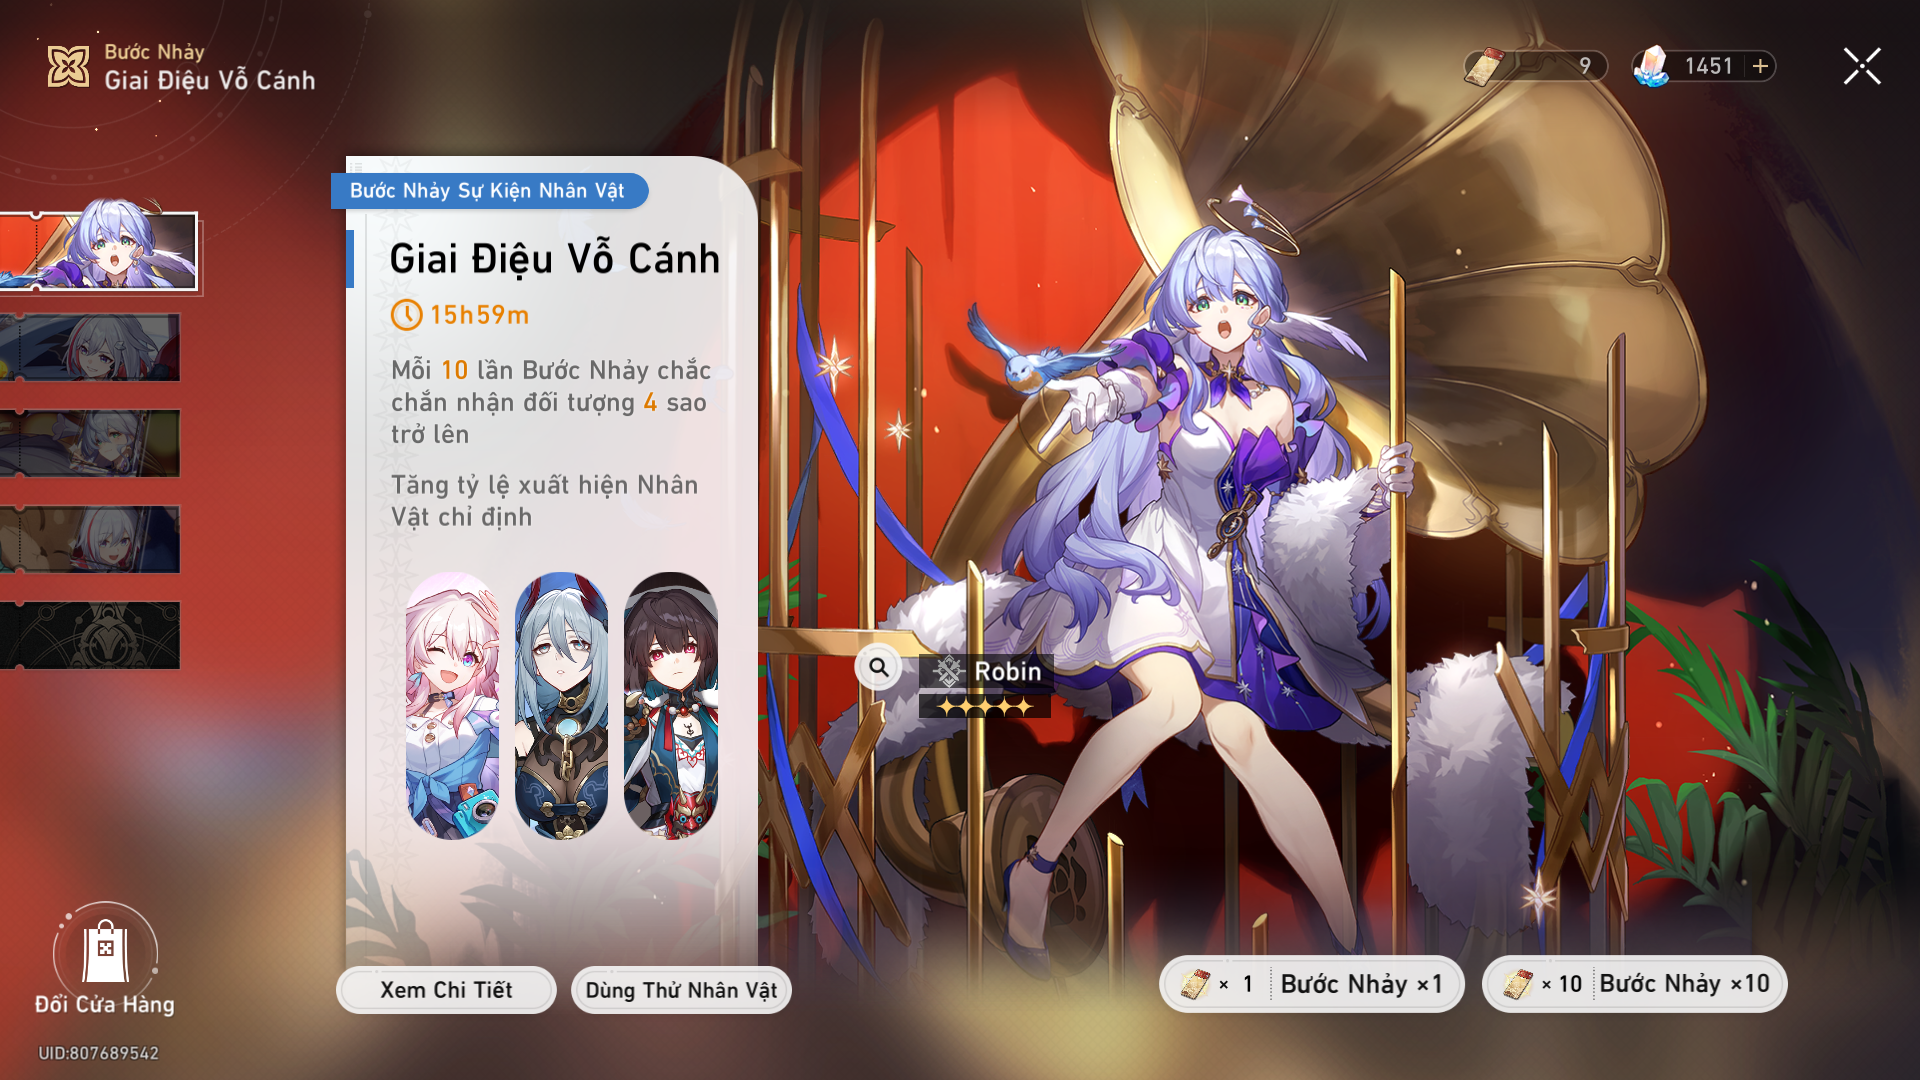 Bước Nhảy
Giai Điệu Vỗ Cánh
9
1451
Bước Nhảy Sự Kiện Nhân Vật
Giai Điệu Vỗ Cánh
15h59m
Mỗi 10 lần Bước Nhảy chắc
chắn nhận đối tượng 4 sao
trở lên
Tăng tỷ lệ xuất hiện Nhân
Vật chỉ định
Robin
Xem Chi Tiết
Dùng Thử Nhân Vật
× 1 Bước Nhảy ×1
× 10 Bước Nhảy ×10
Đổi Cửa Hàng
UID:807689542